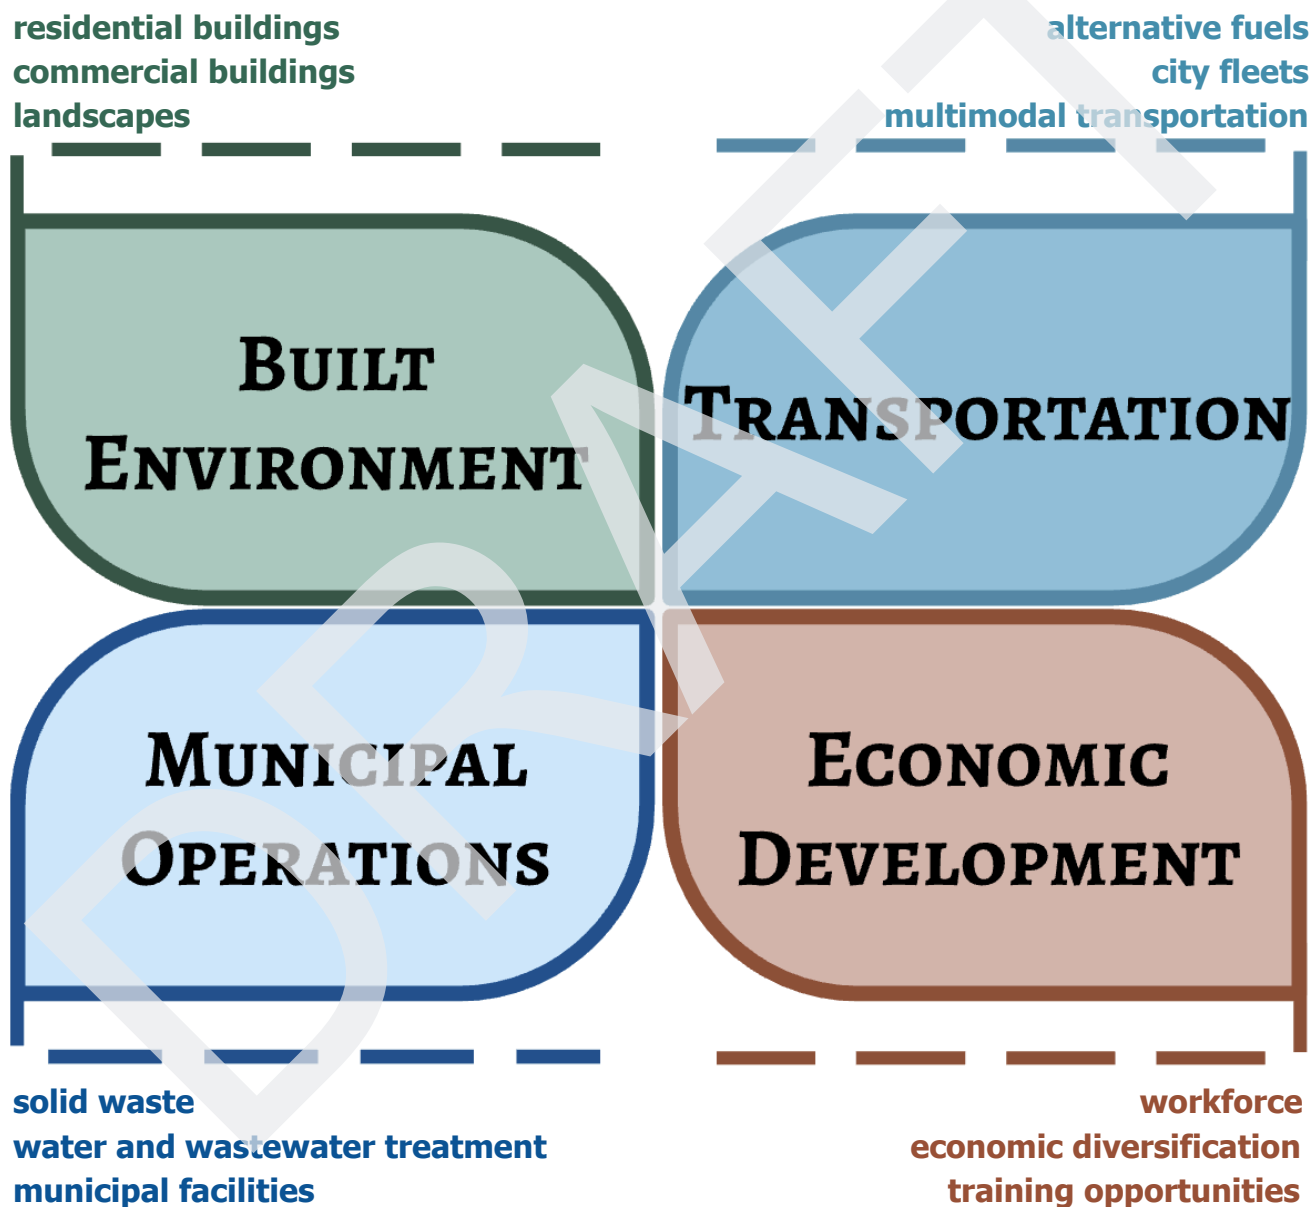 residential buildings
commercial buildings
landscapes
alternative fuels
city fleets
multimodal transportation
BUILT
ENVIRONMENT
TRANSPORTATION
MUNICIPAL
OPERATIONS
ECONOMIC
DEVELOPMENT
solid waste
water and wastewater treatment
municipal facilities
workforce
economic diversification
training opportunities
DRAFT